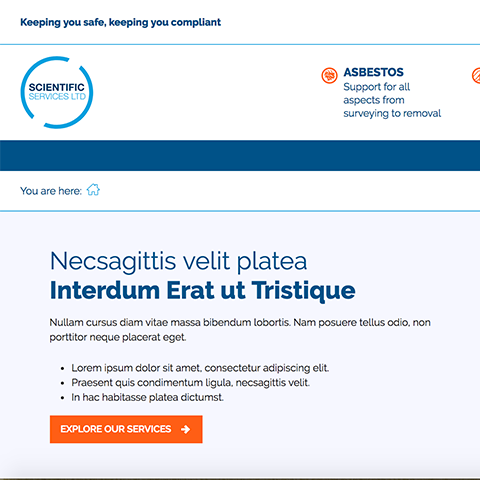 Keeping you safe, keeping you compliant
SCIENTIFIC
SERVICES LTD
ASBESTOS
Support for all
aspects from
surveying to removal
You are here:
Necsagittis velit platea
Interdum Erat ut Tristique
Nullam cursus diam vitae massa bibendum lobortis. Nam posuere tellus odio, non
porttitor neque placerat eget.
• Lorem ipsum dolor sit amet, consectetur adipiscing elit.
• Praesent quis condimentum ligula, necsagittis velit.
• In hac habitasse platea dictumst.
EXPLORE OUR SERVICES